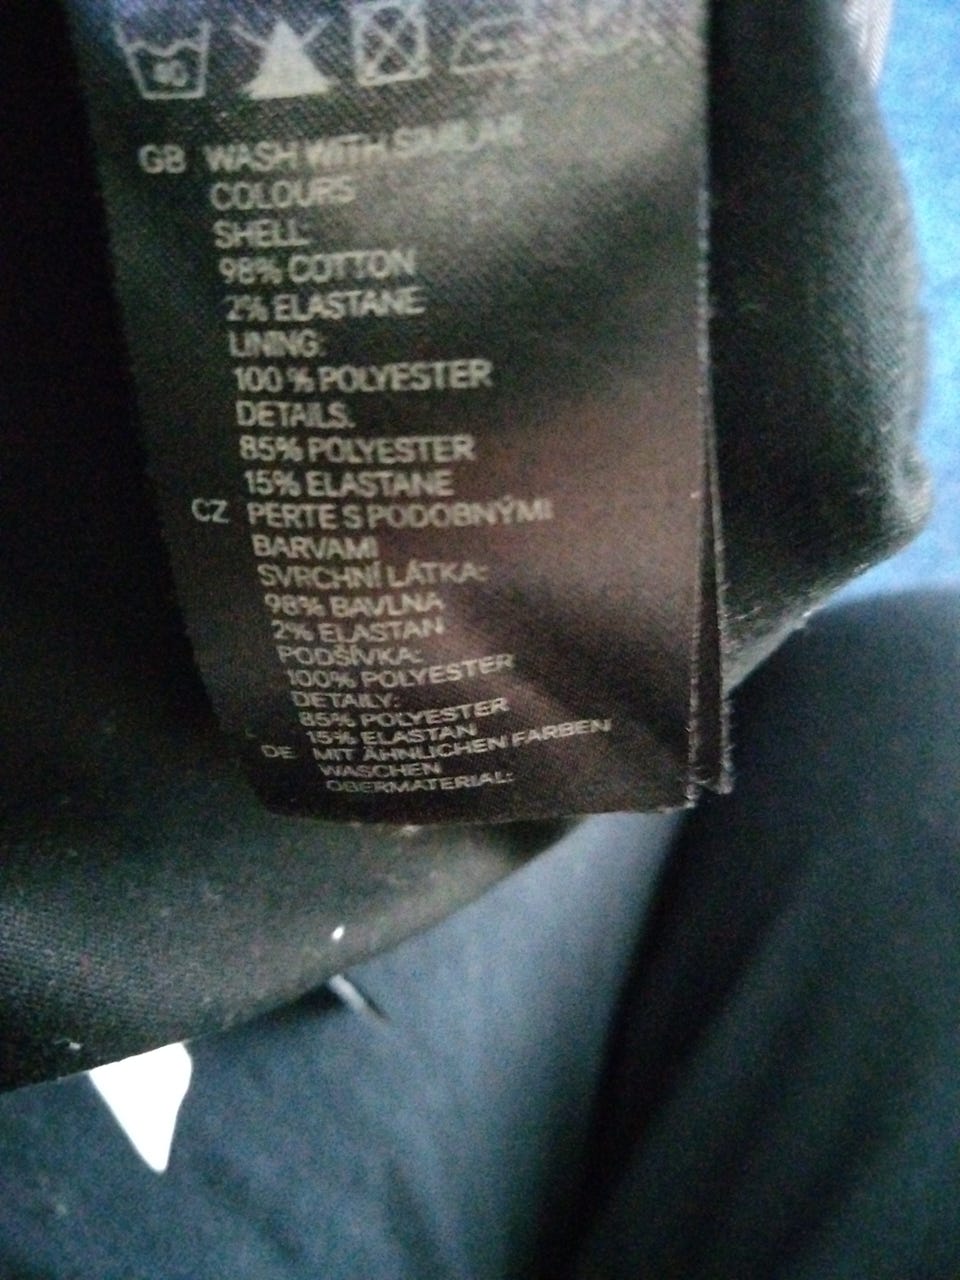 40
GB WASH WITH SIMILAR
COLOURS
SHELL:
98% COTTON
2% ELASTANE
LINING:
100 % POLYESTER
DETAILS.
85% POLYESTER
15% ELASTANE
CZ PERTE S PODOBNÝMI
BARVAMI
SVRCHNÍ LÁTKA:
98% BAVLNA
2% ELASTAN
PODŠÍVKA:
100% POLYESTER
DETAILY:
85% POLYESTER
15% ELASTAN
DE MIT ÄHNLICHEN FARBEN
WASCHEN
OBERMATERIAL: